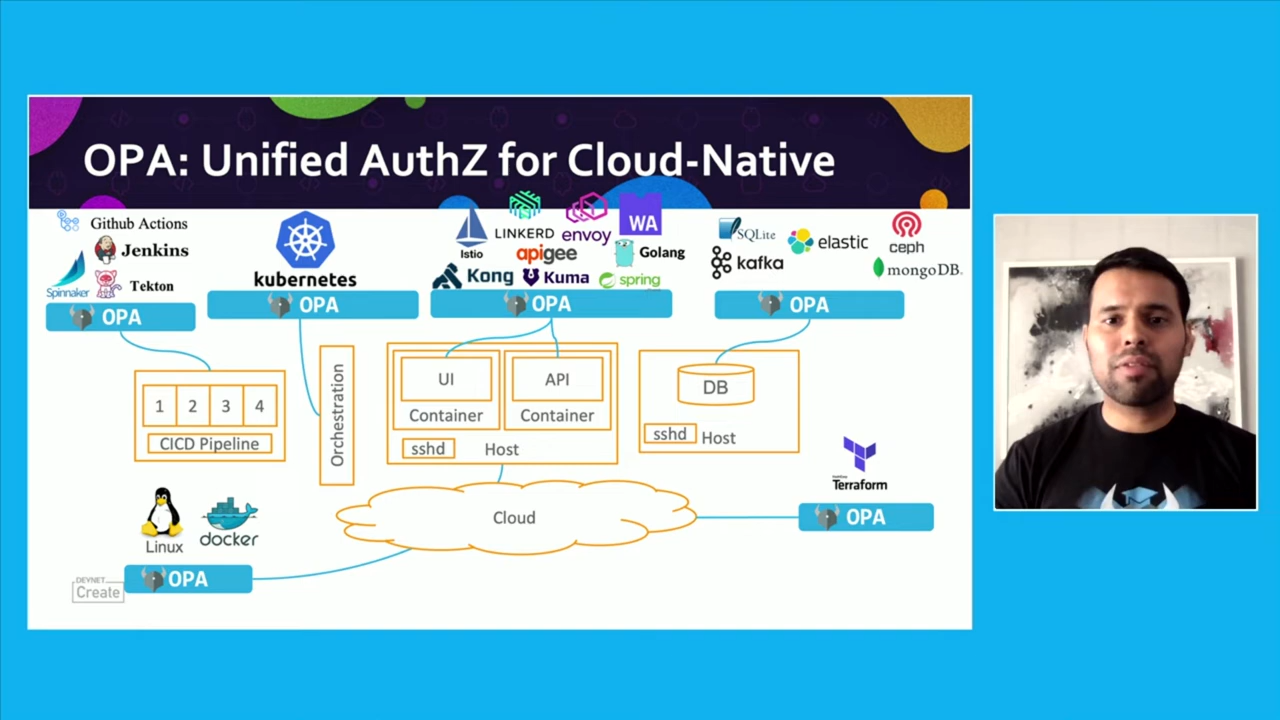 OPA: Unified AuthZ for Cloud-Native
Github Actions
Jenkins
Spinnaker
Tekton
OPA
kubernetes
OPA
Istio
LINKERD
envoy
WA
apigee
Golang
Kong
Kuma
spring
OPA
SQLite
elastic
ceph
kafka
mongoDB.
OPA
1 2 3 4
CICD Pipeline
Orchestration
UI
Container
API
Container
sshd
Host
DB
sshd
Host
Cloud
Terraform
OPA
Linux
docker
OPA
DEVNET
Create